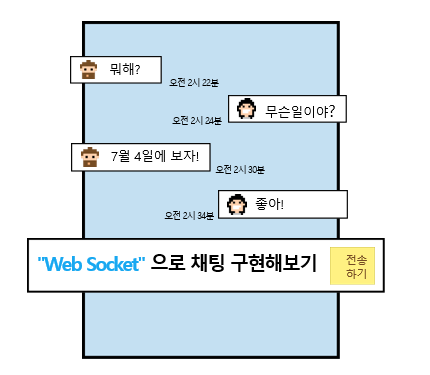 뭐해?
오전 2시 22분
무슨일이야?
오전 2시 24분
7월 4일에 보자!
오전 2시 30분
좋아!
오전 2시 34분
"Web Socket" 으로 채팅 구현해보기
전송
하기